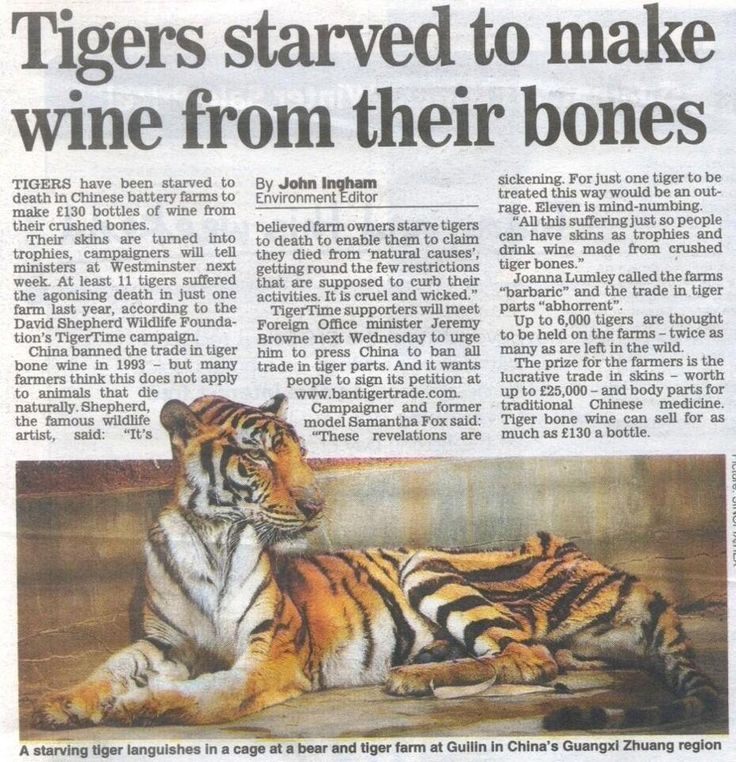 Tigers starved to make
wine from their bones
TIGERS have been starved to
death in Chinese battery farms to
make £130 bottles of wine from
their crushed bones.
Their skins are turned into
trophies, campaigners will tell
ministers at Westminster next
week. At least 11 tigers suffered
the agonising death in just one
farm last year, according to the
David Shepherd Wildlife Founda-
tion's TigerTime campaign.
China banned the trade in tiger
bone wine in 1993 – but many
farmers think this does not apply
to animals that die
naturally. Shepherd,
the famous wildlife
artist, said: "It's
By John Ingham
Environment Editor
believed farm owners starve tigers
to death to enable them to claim
they died from 'natural causes',
getting round the few restrictions
that are supposed to curb their
activities. It is cruel and wicked."
TigerTime supporters will meet
Foreign Office minister Jeremy
Browne next Wednesday to urge
him to press China to ban all
trade in tiger parts. And it wants
people to sign its petition at
www.bantigertrade.com.
Campaigner and former
model Samantha Fox said:
"These revelations are
sickening. For just one tiger to be
treated this way would be an out-
rage. Eleven is mind-numbing.
"All this suffering just so people
can have skins as trophies and
drink wine made from crushed
tiger bones."
Joanna Lumley called the farms
"barbaric" and the trade in tiger
parts "abhorrent".
Up to 6,000 tigers are thought
to be held on the farms – twice as
many as are left in the wild.
The prize for the farmers is the
lucrative trade in skins – worth
up to £25,000 – and body parts for
traditional Chinese medicine.
Tiger bone wine can sell for as
much as £130 a bottle.
A starving tiger languishes in a cage at a bear and tiger farm at Guilin in China's Guangxi Zhuang region